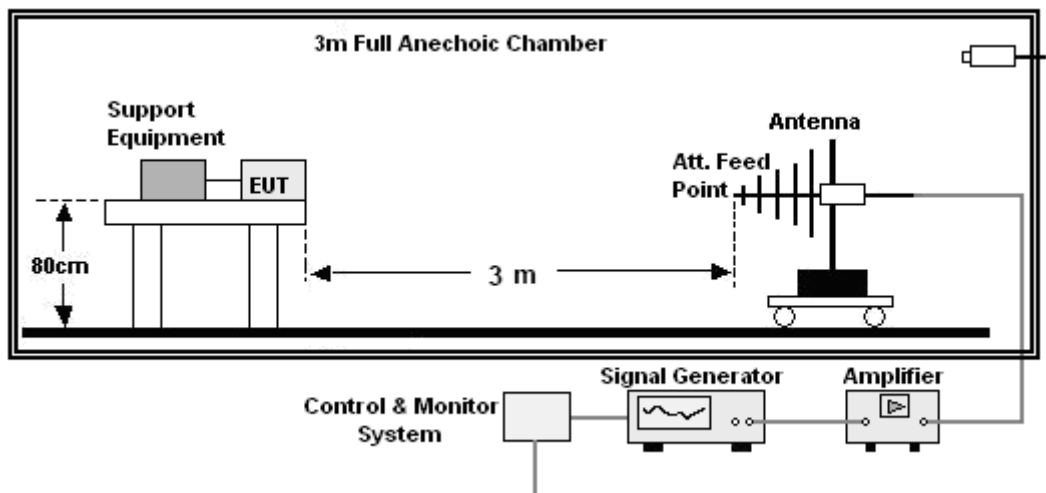 3m Full Anechoic Chamber
Support
Equipment
EUT
80cm
3 m
Antenna
Att. Feed
Point
Signal Generator
Amplifier
Control & Monitor
System